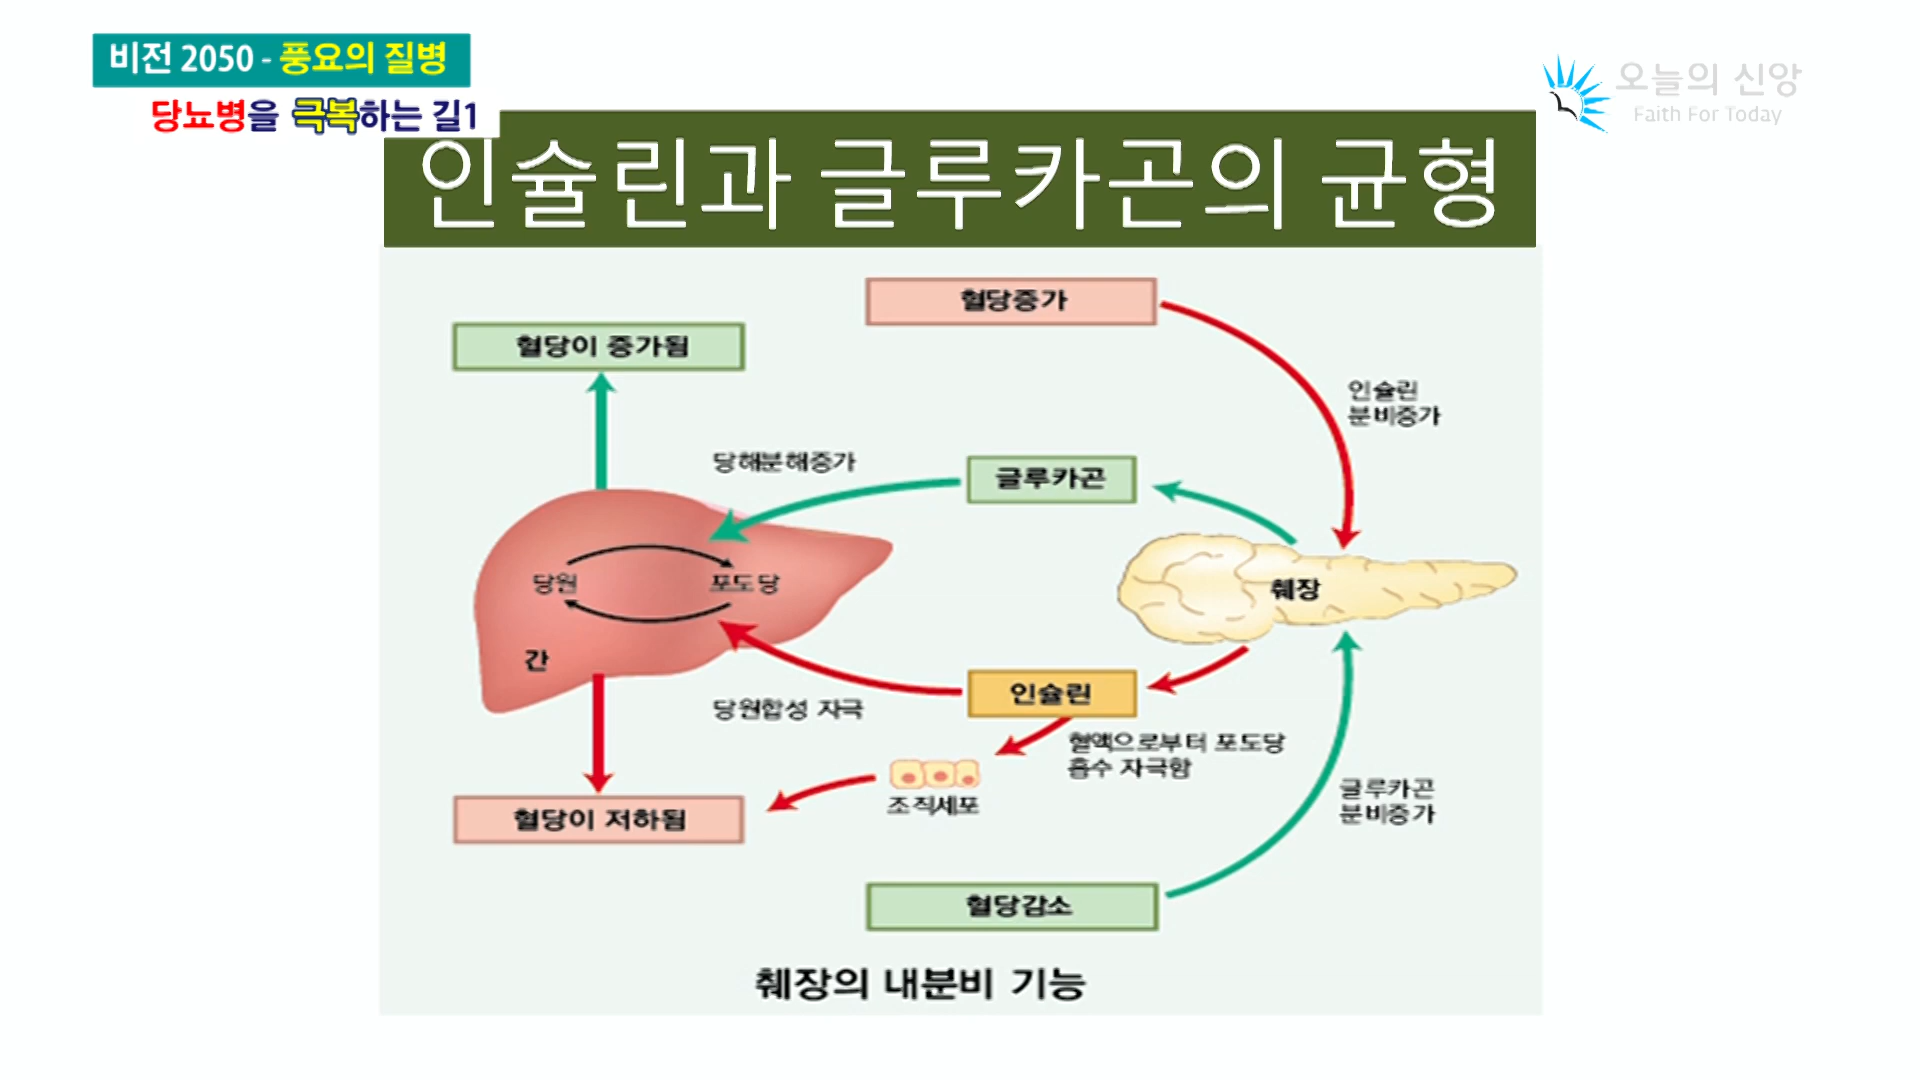 비전 2050 - 풍요의 질병
당뇨병을 극복하는 길1
오늘의 신앙
Faith For Today
인슐린과 글루카곤의 균형
혈당증가
혈당이 증가됨
인슐린
분비증가
당해분해증가
글루카곤
당원
포도당
췌장
간
인슐린
당원합성 자극
혈액으로부터 포도당
흡수 자극함
조직세포
글루카곤
분비증가
혈당이 저하됨
혈당감소
췌장의 내분비 기능